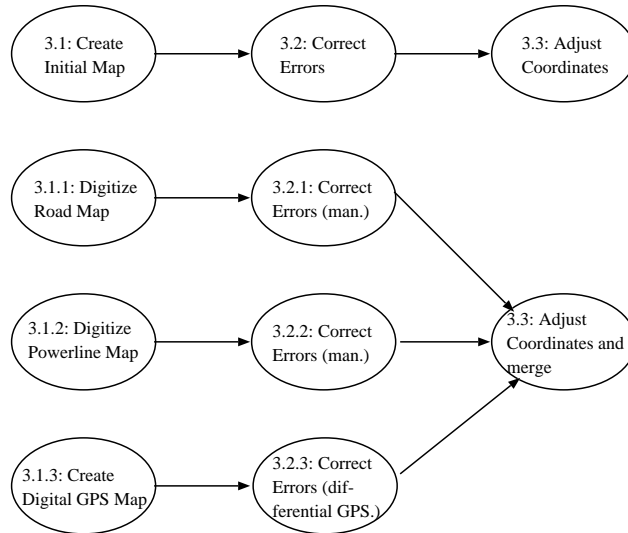 3.1: Create
Initial Map
3.2: Correct
Errors
3.3: Adjust
Coordinates
3.1.1: Digitize
Road Map
3.2.1: Correct
Errors (man.)
3.1.2: Digitize
Powerline Map
3.2.2: Correct
Errors (man.)
3.3: Adjust
Coordinates and
merge
3.1.3: Create
Digital GPS Map
3.2.3: Correct
Errors (dif-
ferential GPS.)